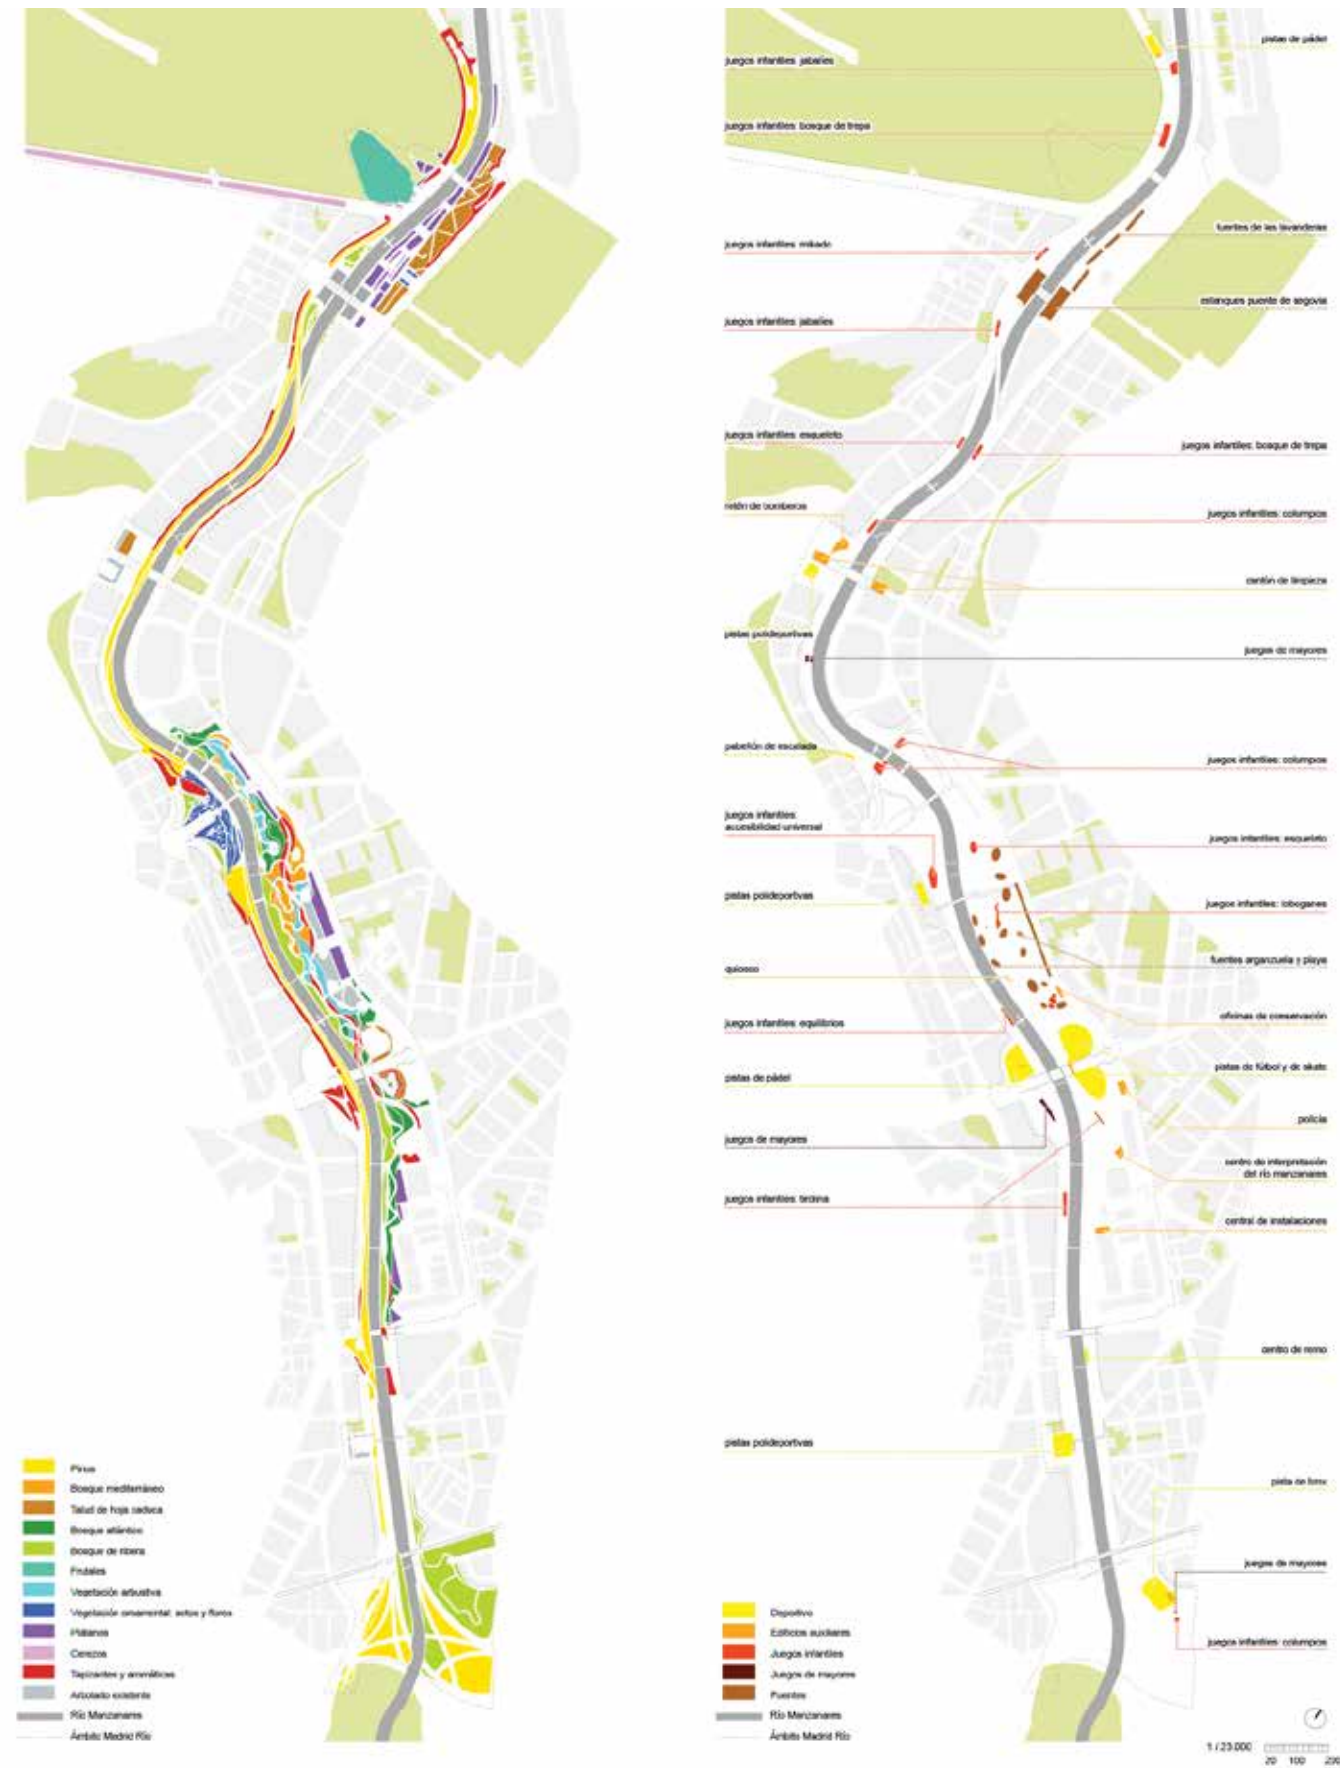 pistas de pádel
juegos infantiles: jabalíes
juegos infantiles: bosque de trepa
fuentes de las lavanderas
juegos infantiles: mikado
estanques puente de segovia
juegos infantiles: jabalíes
juegos infantiles: esqueleto
juegos infantiles: bosque de trepa
retén de bomberos
juegos infantiles: columpios
cantón de limpieza
pistas polideportivas
juegos de mayores
pabellón de escalada
juegos infantiles: columpios
juegos infantiles:
accesibilidad universal
juegos infantiles: esqueleto
pistas polideportivas
juegos infantiles: toboganes
fuentes arganzuela y playa
quiosco
oficinas de conservación
juegos infantiles: equilibrios
pistas de fútbol y de skate
pistas de pádel
policía
juegos de mayores
centro de interpretación
del río manzanares
juegos infantiles: tirolina
central de instalaciones
centro de remo
pistas polideportivas
pista de bmx
juegos de mayores
juegos infantiles: columpios
Pinos
Bosque mediterráneo
Talud de hoja caduca
Bosque atlántico
Bosque de ribera
Frutales
Vegetación arbustiva
Vegetación ornamental: setos y flores
Plátanos
Cerezos
Tapizantes y aromáticas
Arbolado existente
Río Manzanares
Ámbito Madrid Río
Deportivo
Edificios auxiliares
Juegos infantiles
Juegos de mayores
Fuentes
Río Manzanares
Ámbito Madrid Río
1 / 23.000
20 100 200